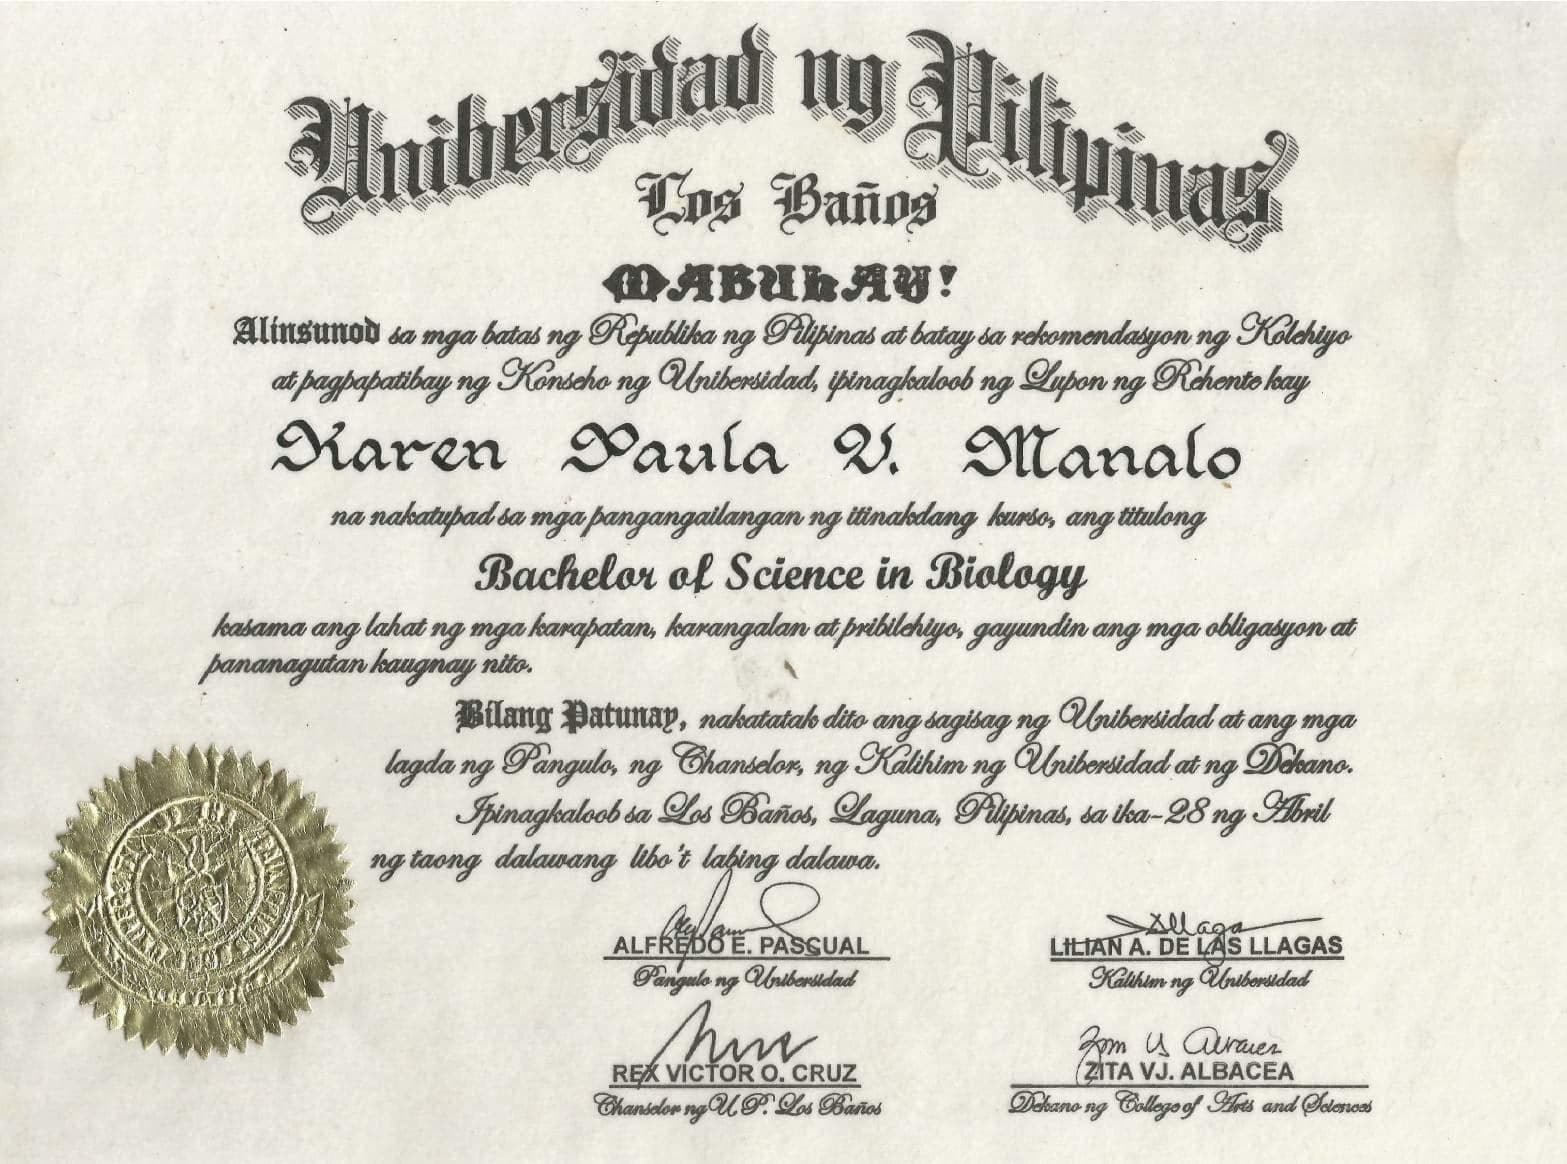 Unibersidad ng Pilipinas
Los Baños
MABUHAY!
Alinsunod sa mga batas ng Republika ng Pilipinas at batay sa rekomendasyon ng Kolehiyo
at pagpapatibay ng Konseho ng Unibersidad, ipinagkaloob ng Lupon ng Rehente kay
Karen Paula V. Manalo
na nakatupad sa mga pangangailangan ng itinakdang kurso, ang titulong
Bachelor of Science in Biology
kasama ang lahat ng mga karapatan, karangalan at pribilehiyo, gayundin ang mga obligasyon at
pananagutan kaugnay nito.
Bilang Patunay, nakatatak dito ang sagisag ng Unibersidad at ang mga
lagda ng Pangulo, ng Chanselor, ng Kalihim ng Unibersidad at ng Dekano.
Ipinagkaloob sa Los Baños, Laguna, Pilipinas, sa ika-28 ng Abril
ng taong dalawang libo't labing dalawa.
ALFREDO E. PASCUAL
Pangulo ng Unibersidad
LILIAN A. DE LAS LLAGAS
Kalihim ng Unibersidad
REX VICTOR O. CRUZ
Chanselor ng U.P. Los Baños
ZITA VJ. ALBACEA
Dekano ng College of Arts and Sciences